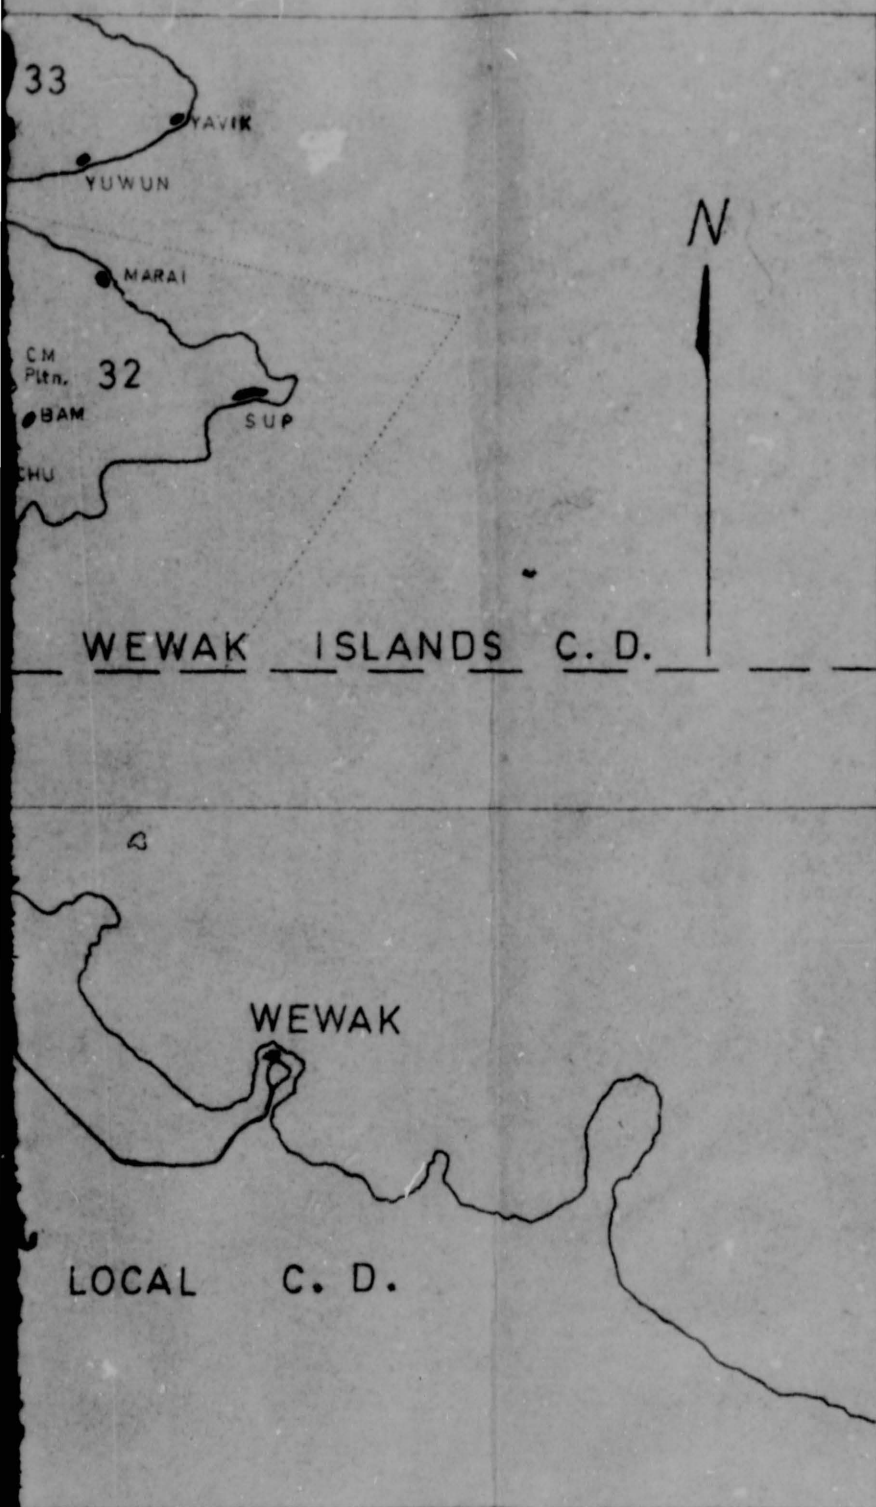 33
YAVIK
YUWUN
N
MARAI
CM
Pltn.
32
BAM
SUP
CHU
WEWAK ISLANDS C. D.
WEWAK
LOCAL C. D.